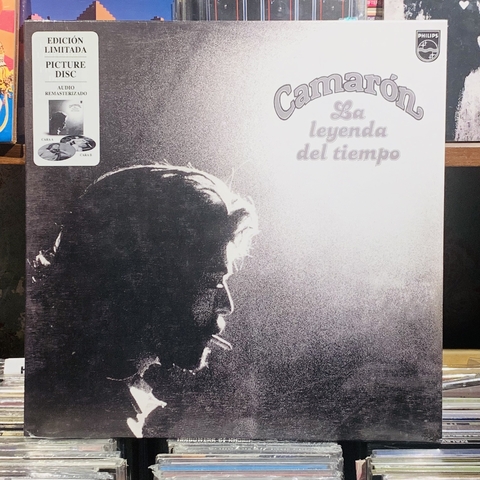 EDICIÓN
LIMITADA
PICTURE
DISC
AUDIO
REMASTERIZADO
PHILIPS
Camarón.
La
leyenda
del tiempo